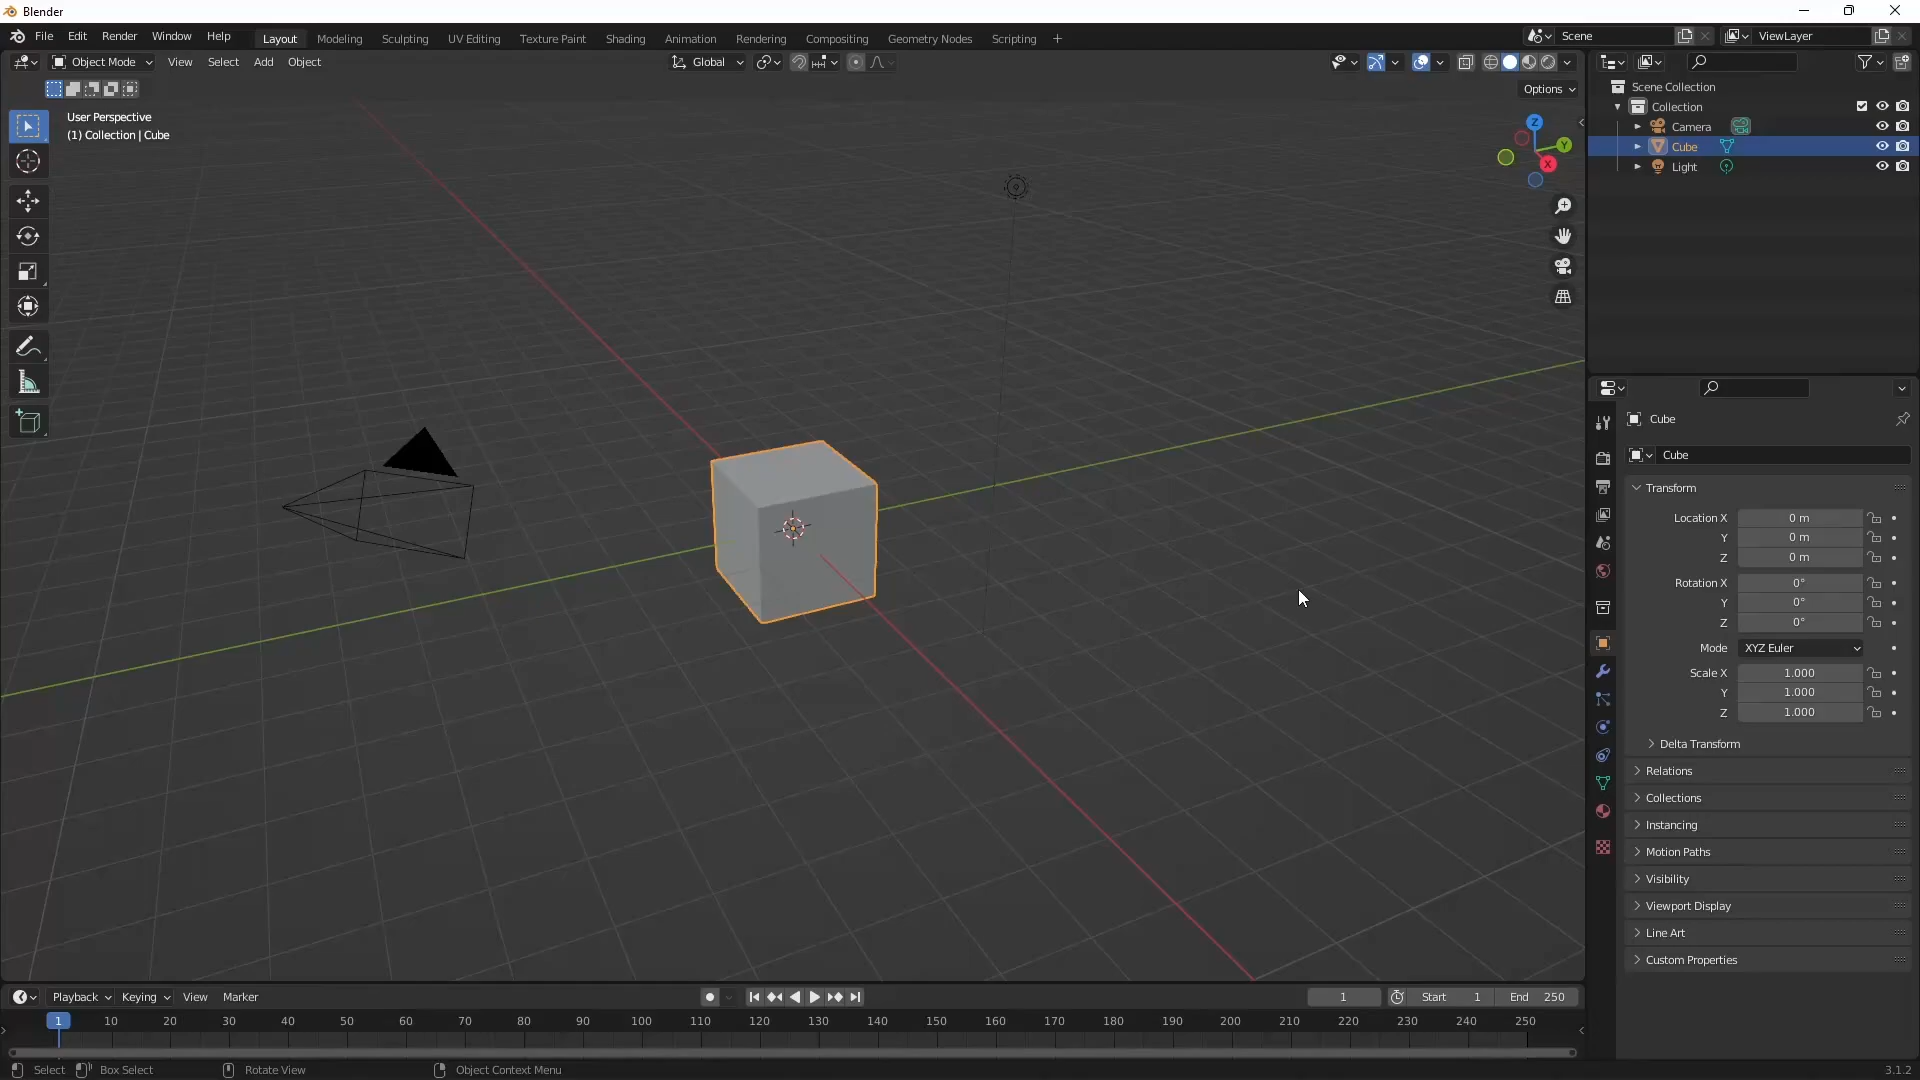 Blender
File Edit Render Window Help Layout Modeling Sculpting UV Editing Texture Paint Shading Animation Rendering Compositing Geometry Nodes Scripting + Scene ViewLayer
Object Mode View Select Add Object Global
Options
User Perspective
(1) Collection | Cube
Z
Y
X
Scene Collection
Collection
Camera
Cube
Light
Cube
Cube
Transform
Location X 0 m
Y 0 m
Z 0 m
Rotation X 0°
Y 0°
Z 0°
Mode XYZ Euler
Scale X 1.000
Y 1.000
Z 1.000
Delta Transform
Relations
Collections
Instancing
Motion Paths
Visibility
Viewport Display
Line Art
Custom Properties
Playback Keying View Marker 1 Start 1 End 250
1 10 20 30 40 50 60 70 80 90 100 110 120 130 140 150 160 170 180 190 200 210 220 230 240 250
Select Box Select Rotate View Object Context Menu 3.1.2